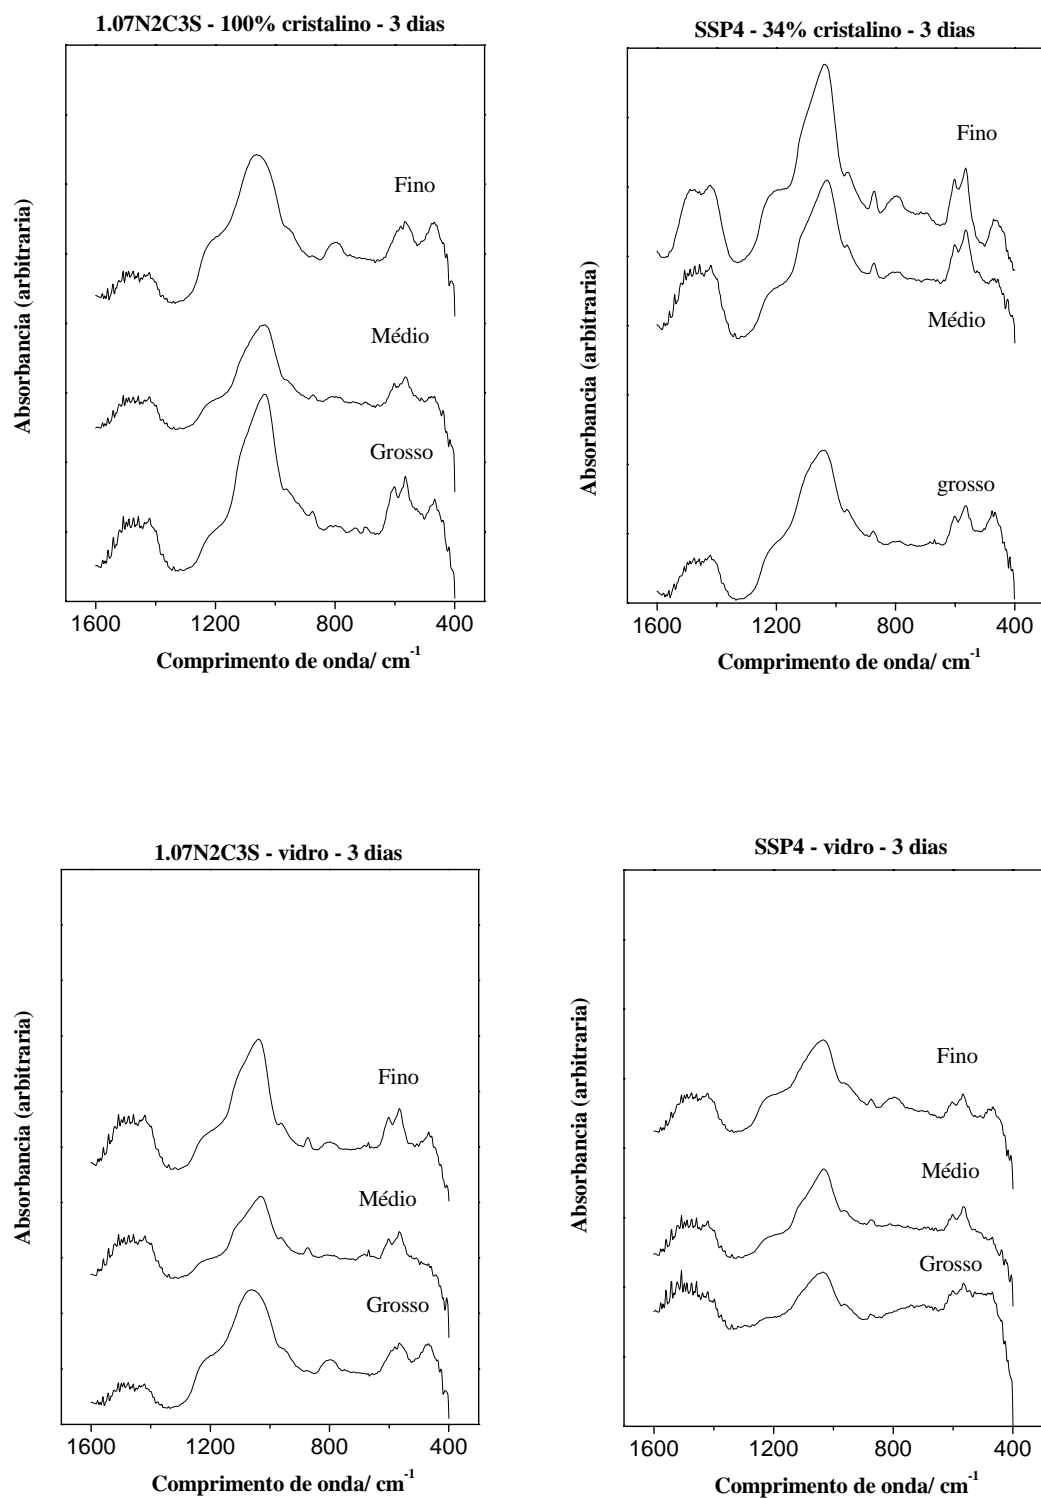 1.07N2C3S - 100% cristalino - 3 dias
Absorbancia (arbitraria)
Fino
Médio
Grosso
1600 1200 800 400
Comprimento de onda/ cm-1
SSP4 - 34% cristalino - 3 dias
Absorbancia (arbitraria)
Fino
Médio
grosso
1600 1200 800 400
Comprimento de onda/ cm-1
1.07N2C3S - vidro - 3 dias
Absorbancia (arbitraria)
Fino
Médio
Grosso
1600 1200 800 400
Comprimento de onda/ cm-1
SSP4 - vidro - 3 dias
Absorbancia (arbitraria)
Fino
Médio
Grosso
1600 1200 800 400
Comprimento de onda/ cm-1